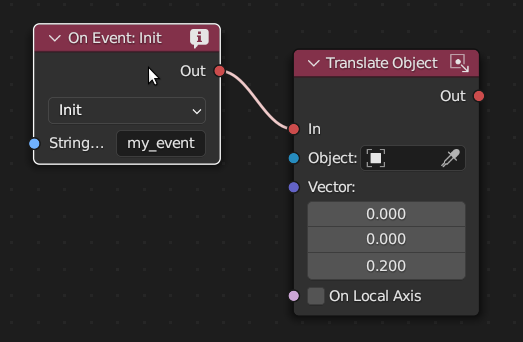 On Event: Init
Out
Init
String...
my_event
Translate Object
Out
In
Object:
Vector:
0.000
0.000
0.200
On Local Axis